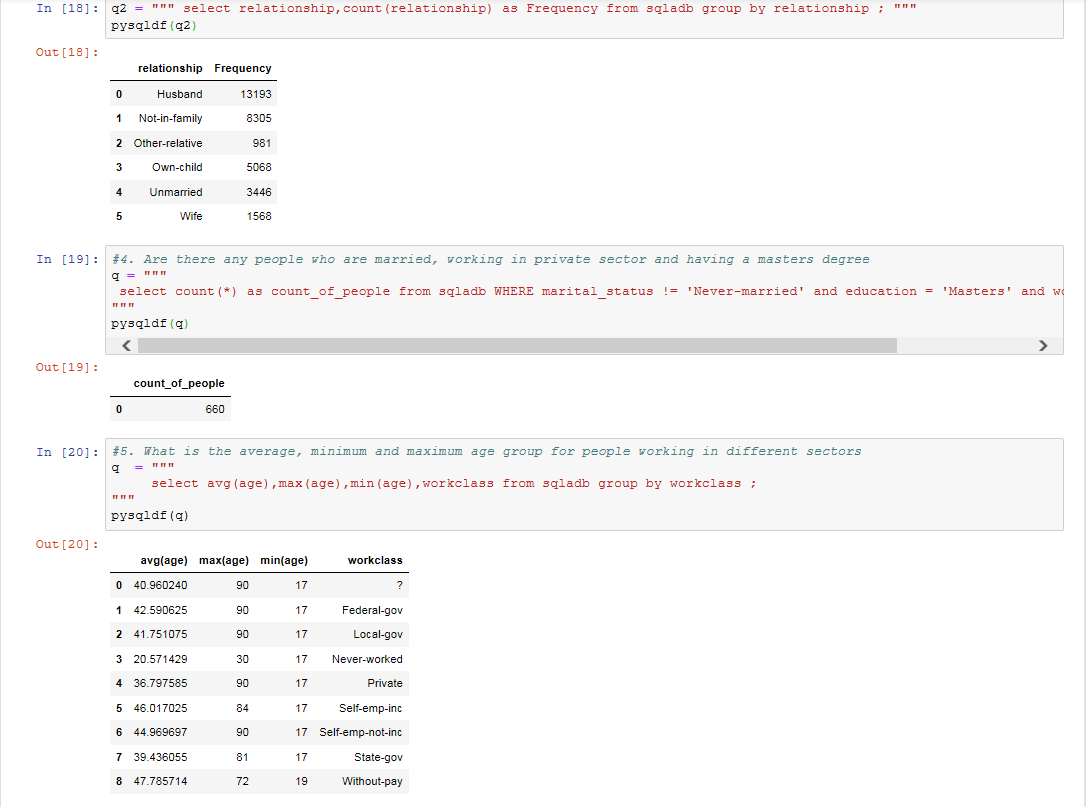 In [18]: q2 = """ select relationship,count(relationship) as Frequency from sqladb group by relationship ; """
pysqldf(q2)
Out[18]:
relationship Frequency
0 Husband 13193
1 Not-in-family 8305
2 Other-relative 981
3 Own-child 5068
4 Unmarried 3446
5 Wife 1568
In [19]: #4. Are there any people who are married, working in private sector and having a masters degree
q = """
select count(*) as count_of_people from sqladb WHERE marital_status != 'Never-married' and education = 'Masters' and
"""
pysqldf(q)
Out[19]:
count_of_people
0 660
In [20]: #5. What is the average, minimum and maximum age group for people working in different sectors
q = """
select avg(age),max(age),min(age),workclass from sqladb group by workclass ;
"""
pysqldf(q)
Out[20]:
avg(age) max(age) min(age) workclass
0 40.960240 90 17 ?
1 42.590625 90 17 Federal-gov
2 41.751075 90 17 Local-gov
3 20.571429 30 17 Never-worked
4 36.797585 90 17 Private
5 46.017025 84 17 Self-emp-inc
6 44.969697 90 17 Self-emp-not-inc
7 39.436055 81 17 State-gov
8 47.785714 72 19 Without-pay